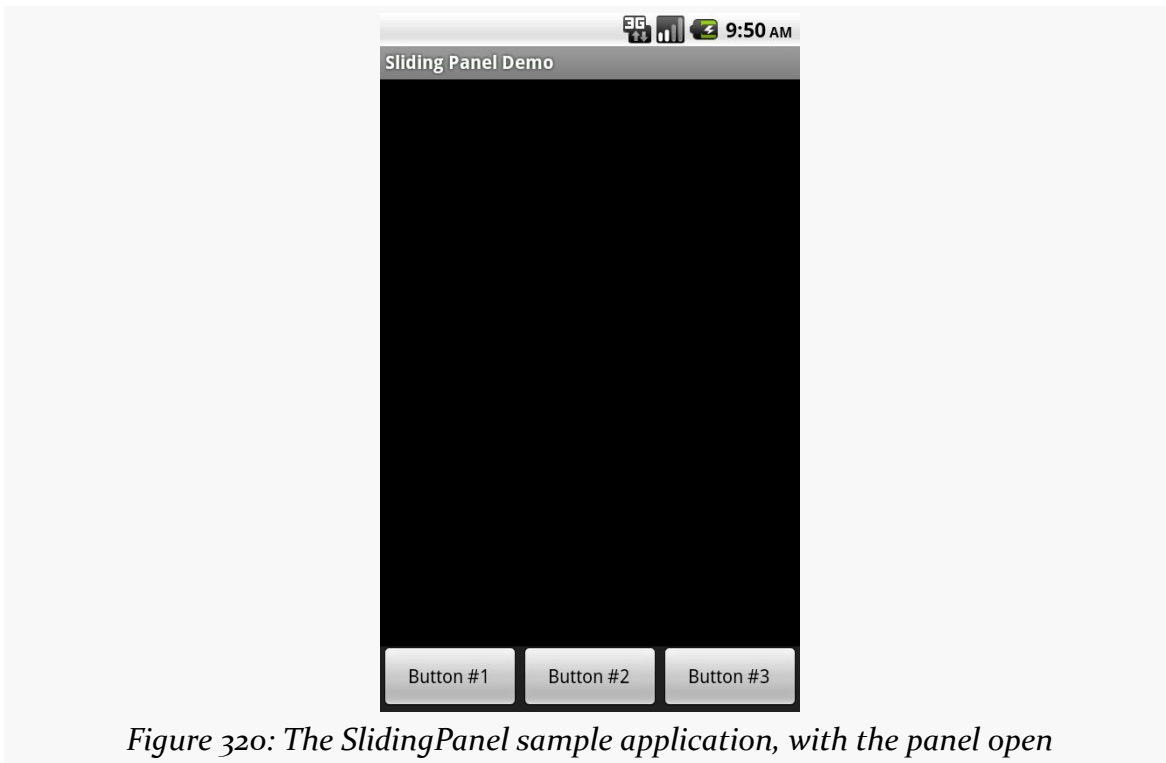 3G 9:50 AM
Sliding Panel Demo
Button #1 Button #2 Button #3
Figure 320: The SlidingPanel sample application, with the panel open